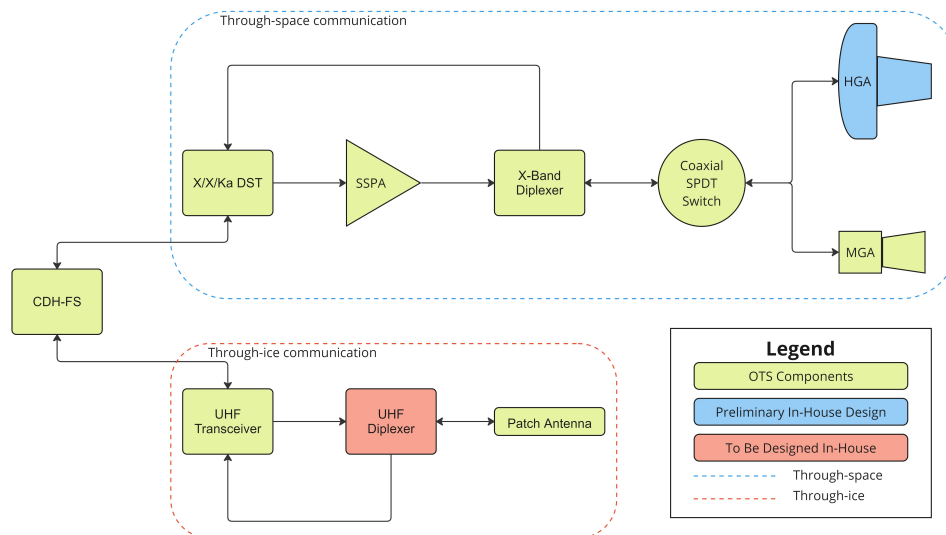 Through-space communication
HGA
X/X/Ka DST
SSPA
X-Band
Diplexer
Coaxial
SPDT
Switch
MGA
CDH-FS
Through-ice communication
UHF
Transceiver
UHF
Diplexer
Patch Antenna
Legend
OTS Components
Preliminary In-House Design
To Be Designed In-House
Through-space
Through-ice